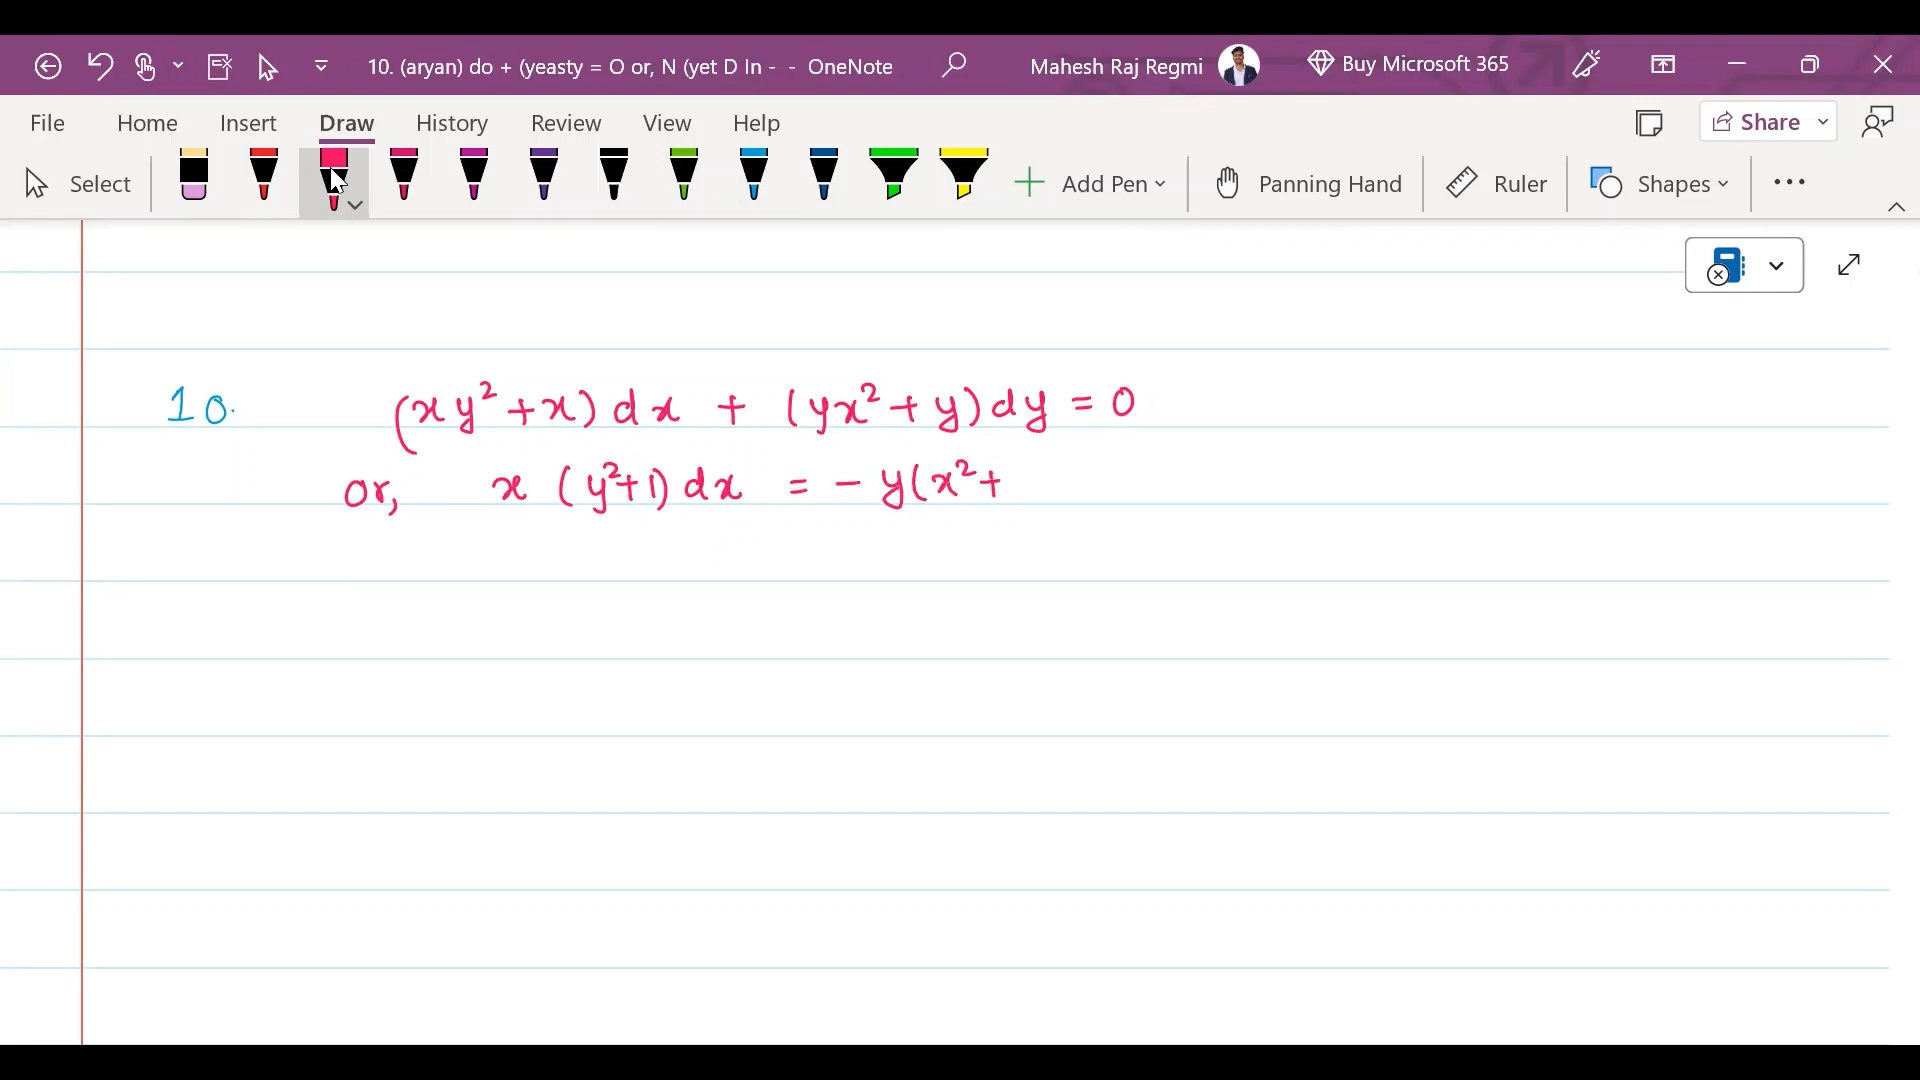 10. (aryan) do + (yeasty = O or, N (yet D In - - OneNote
Mahesh Raj Regmi
Buy Microsoft 365
File Home Insert Draw History Review View Help
Share
Select
Add Pen
Panning Hand
Ruler
Shapes
10. (xy²+x) dx + (yx²+y)dy = 0
or, x (y²+1) dx = - y(x²+